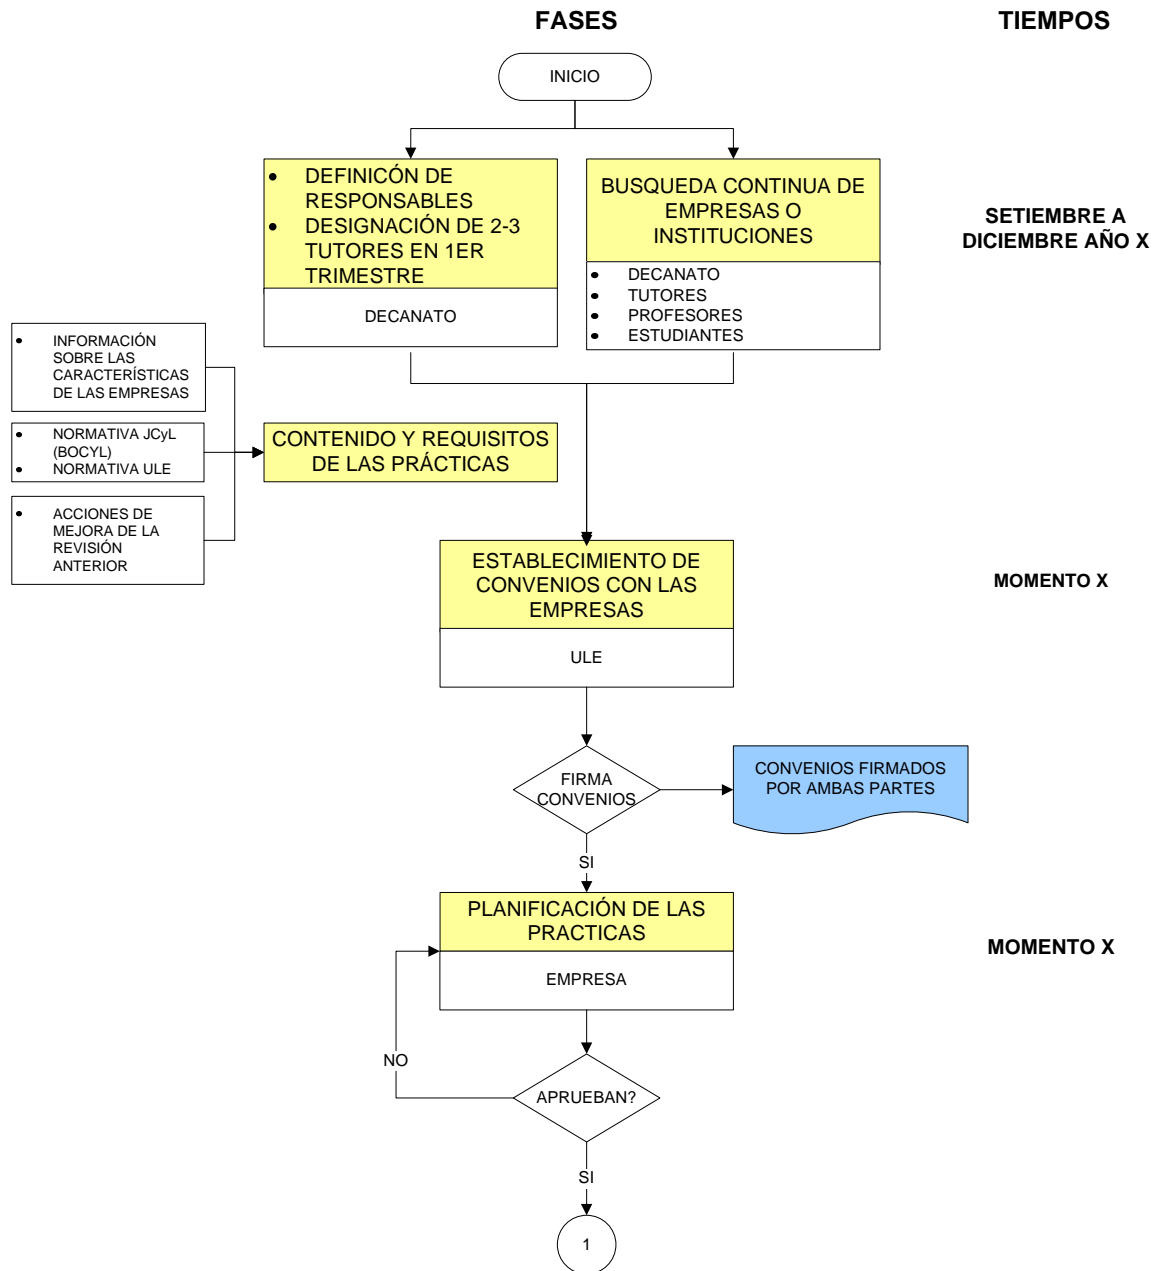 FASES
TIEMPOS
INICIO
• DEFINICÓN DE
RESPONSABLES
• DESIGNACIÓN DE 2-3
TUTORES EN 1ER
TRIMESTRE
DECANATO
BUSQUEDA CONTINUA DE
EMPRESAS O
INSTITUCIONES
• DECANATO
• TUTORES
• PROFESORES
• ESTUDIANTES
SETIEMBRE A
DICIEMBRE AÑO X
• INFORMACIÓN
SOBRE LAS
CARACTERÍSTICAS
DE LAS EMPRESAS
• NORMATIVA JCyL
(BOCYL)
• NORMATIVA ULE
• ACCIONES DE
MEJORA DE LA
REVISIÓN
ANTERIOR
CONTENIDO Y REQUISITOS
DE LAS PRÁCTICAS
ESTABLECIMIENTO DE
CONVENIOS CON LAS
EMPRESAS
ULE
MOMENTO X
FIRMA
CONVENIOS
CONVENIOS FIRMADOS
POR AMBAS PARTES
SI
PLANIFICACIÓN DE LAS
PRACTICAS
EMPRESA
MOMENTO X
NO
APRUEBAN?
SI
1